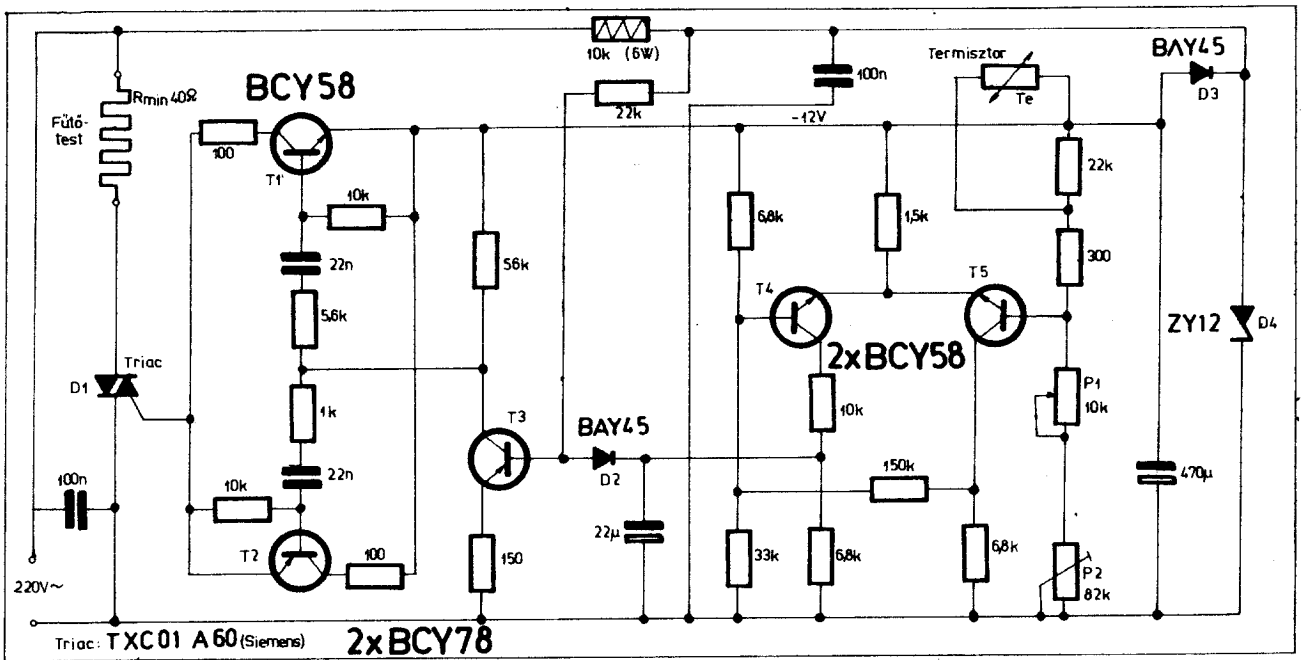 10k (6W)
BAY45
D3
Termisztor
Te
100n
22k
-12V
BCY58
Rmin 40Ω
Fűtő-
test
100
T1
10k
22n
5,6k
56k
6,8k
1,5k
22k
300
T4
T5
2xBCY58
ZY12
D4
Triac
D1
1k
T3
BAY45
D2
10k
P1
10k
100n
10k
22n
150k
470µ
T2
100
150
22µ
33k
6,8k
6,8k
P2
82k
220V~
Triac: TXC01 A60 (Siemens)
2xBCY78